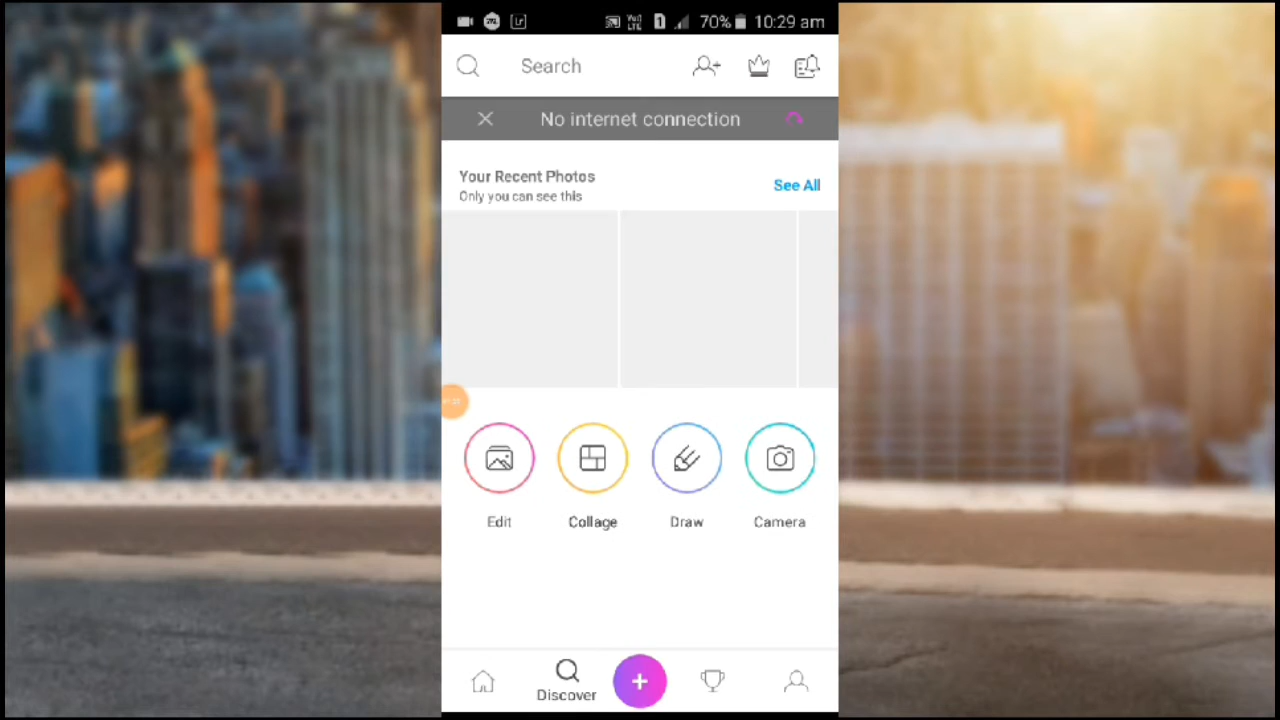 70% 10:29 am
Search
No internet connection
Your Recent Photos
Only you can see this
See All
Edit Collage Draw Camera
Discover